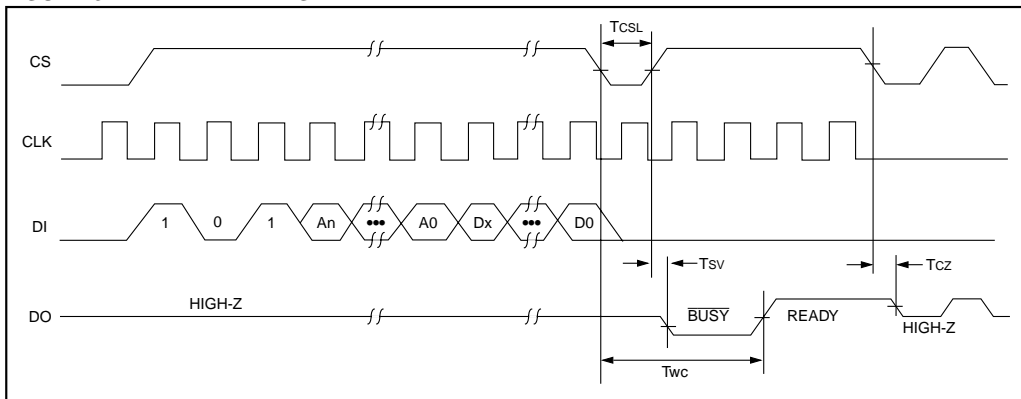 TCSL
CS
CLK
DI 1 0 1 An ••• A0 Dx ••• D0
TSV TCZ
DO HIGH-Z BUSY READY HIGH-Z
TWC